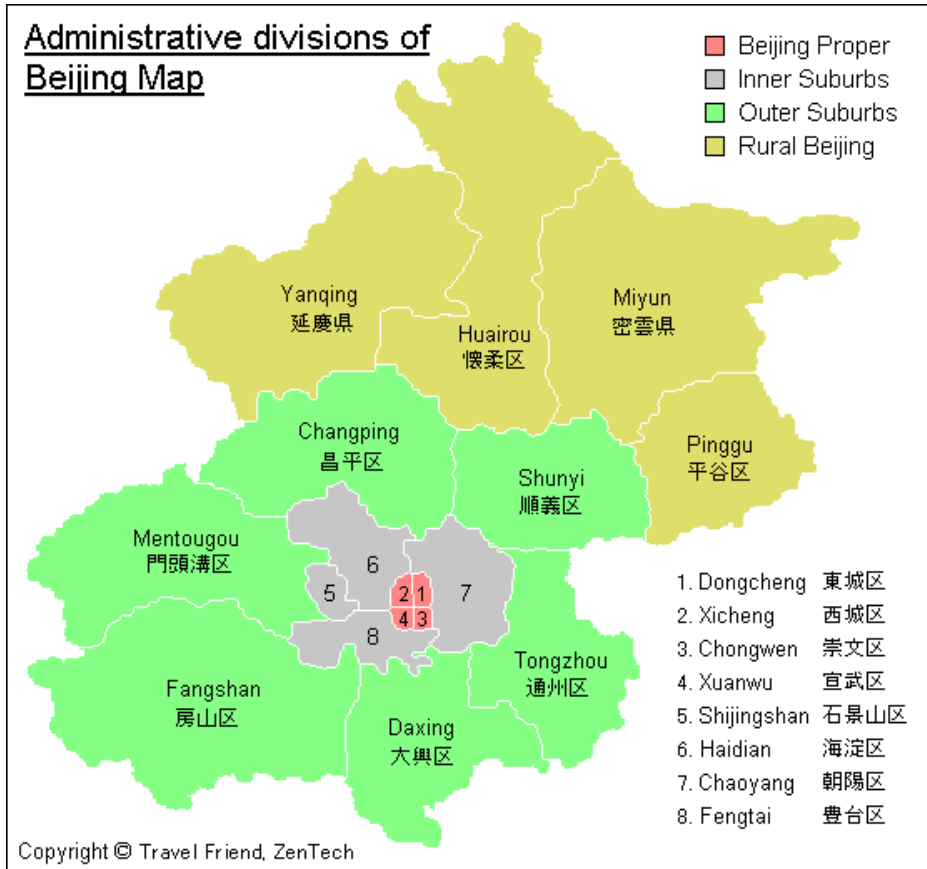 Administrative divisions of
Beijing Map
Beijing Proper
Inner Suburbs
Outer Suburbs
Rural Beijing
Yanqing
延慶県
Huairou
懐柔区
Miyun
密雲県
Changping
昌平区
Shunyi
順義区
Pinggu
平谷区
Mentougou
門頭溝区
6
5
2 1
7
4 3
8
Fangshan
房山区
Daxing
大興区
Tongzhou
通州区
1. Dongcheng 東城区
2. Xicheng 西城区
3. Chongwen 崇文区
4. Xuanwu 宣武区
5. Shijingshan 石景山区
6. Haidian 海淀区
7. Chaoyang 朝陽区
8. Fengtai 豊台区
Copyright © Travel Friend, ZenTech